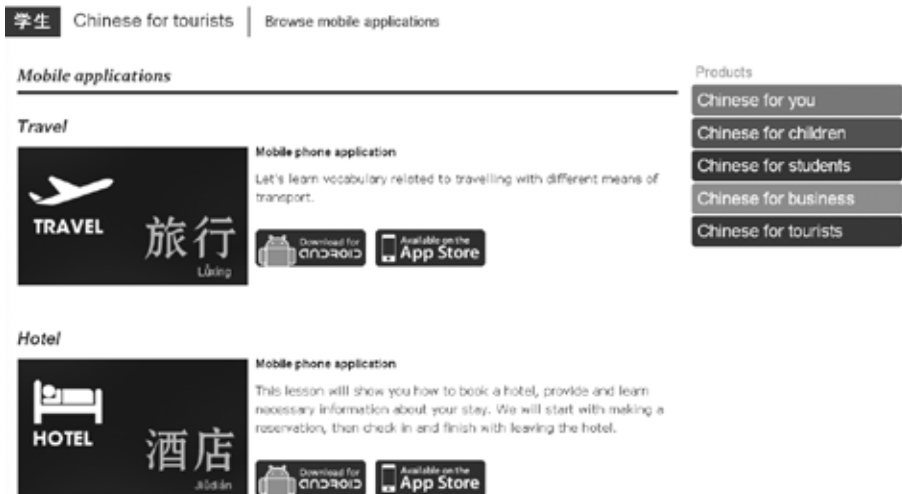 学生 Chinese for tourists Browse mobile applications
Mobile applications
Products
Chinese for you
Chinese for children
Chinese for students
Chinese for business
Chinese for tourists
Travel
TRAVEL
旅行
Lǚxíng
Mobile phone application
Let's learn vocabulary related to travelling with different means of
transport.
Download for
android
Available on the
App Store
Hotel
HOTEL
酒店
Jiǔdiàn
Mobile phone application
This lesson will show you how to book a hotel, provide and learn
necessary information about your stay. We will start with making a
reservation, then check in and finish with leaving the hotel.
Download for
android
Available on the
App Store